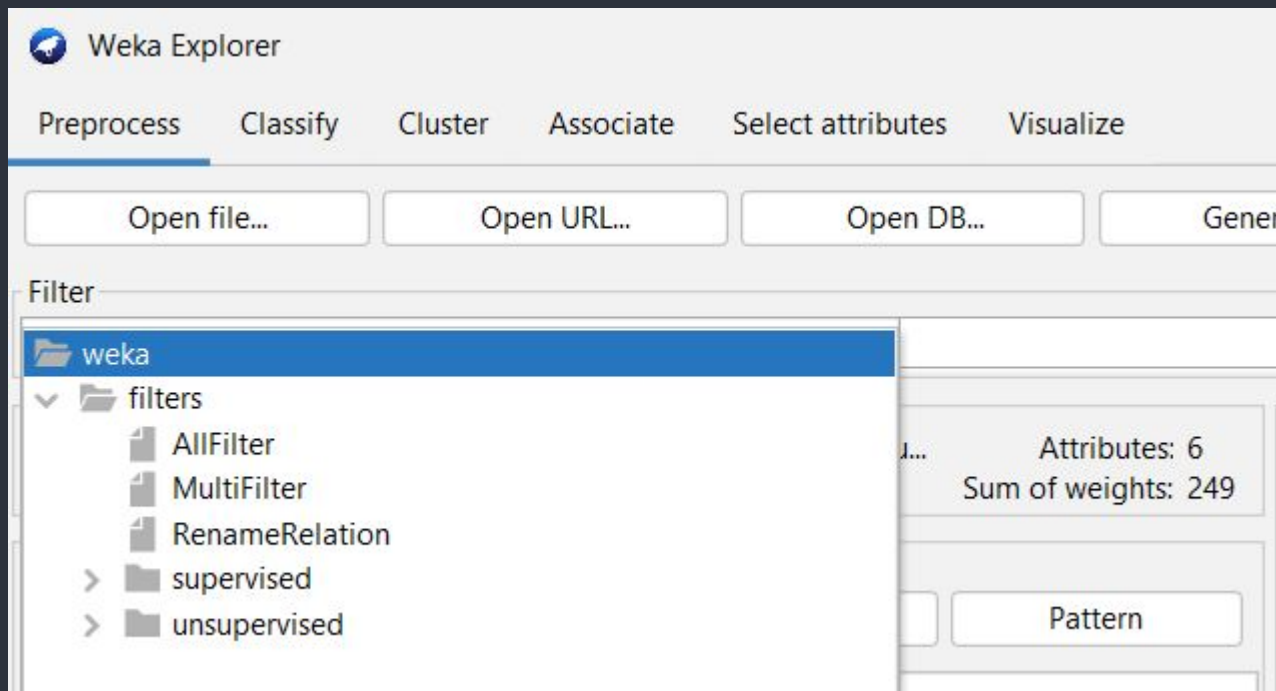 Weka Explorer
Preprocess Classify Cluster Associate Select attributes Visualize
Open file... Open URL... Open DB... Gener
Filter
weka
filters
AllFilter
MultiFilter
RenameRelation
supervised
unsupervised
Attributes: 6
Sum of weights: 249
Pattern